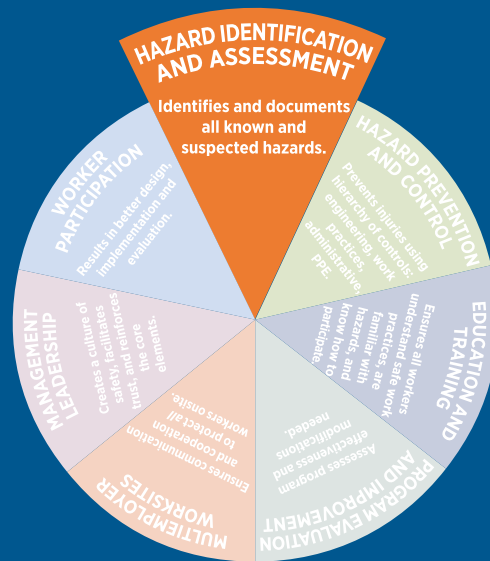 HAZARD IDENTIFICATION
AND ASSESSMENT
Identifies and documents
all known and
suspected hazards.
HAZARD PREVENTION
AND CONTROL
Prevents injuries using
hierarchy of controls:
engineering, work
practices,
administrative,
PPE.
EDUCATION AND
TRAINING
Ensures all workers
understand safe work
practices, are
familiar with
hazards, and
know how to
participate.
PROGRAM EVALUATION
AND IMPROVEMENT
Assesses program
effectiveness and
modifications
needed.
MULTIEMPLOYER
WORKSITES
Ensures communication
and cooperation
to protect all
workers onsite.
MANAGEMENT
LEADERSHIP
Creates a culture of
safety, facilitates
trust, and reinforces
the core
elements.
WORKER
PARTICIPATION
Results in better design,
implementation and
evaluation.